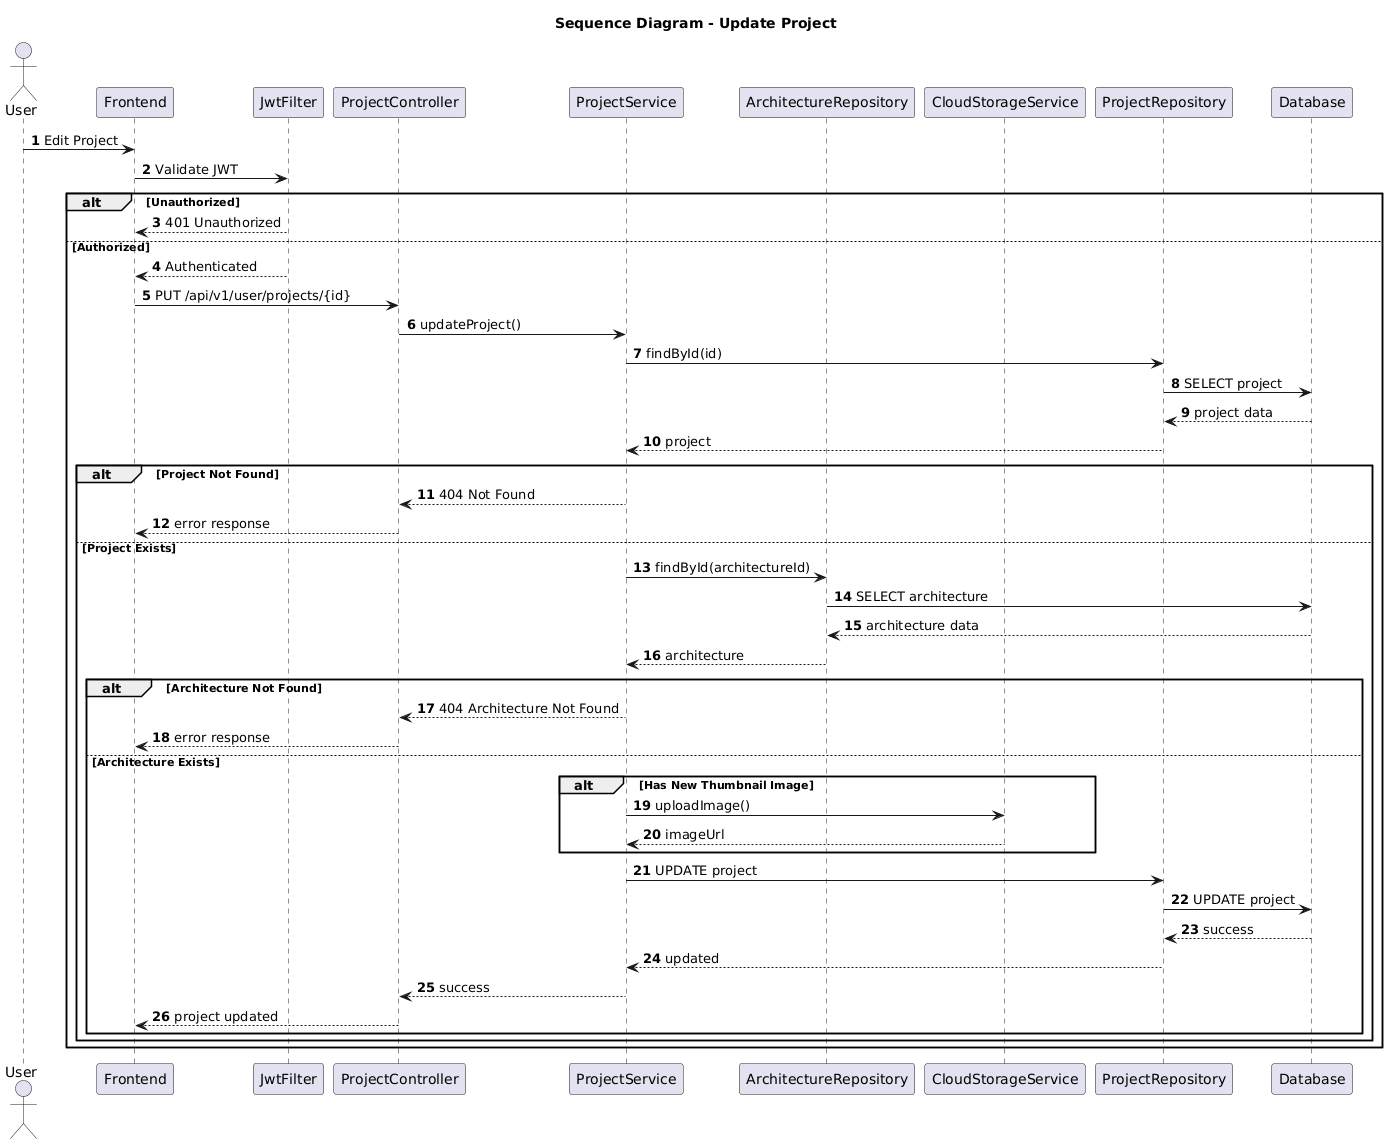 Sequence Diagram - Update Project
User
Frontend
JwtFilter
ProjectController
ProjectService
ArchitectureRepository
CloudStorageService
ProjectRepository
Database
1 Edit Project
2 Validate JWT
alt [Unauthorized]
3 401 Unauthorized
[Authorized]
4 Authenticated
5 PUT /api/v1/user/projects/{id}
6 updateProject()
7 findById(id)
8 SELECT project
9 project data
10 project
alt [Project Not Found]
11 404 Not Found
12 error response
[Project Exists]
13 findById(architectureId)
14 SELECT architecture
15 architecture data
16 architecture
alt [Architecture Not Found]
17 404 Architecture Not Found
18 error response
[Architecture Exists]
alt [Has New Thumbnail Image]
19 uploadImage()
20 imageUrl
21 UPDATE project
22 UPDATE project
23 success
24 updated
25 success
26 project updated
User
Frontend
JwtFilter
ProjectController
ProjectService
ArchitectureRepository
CloudStorageService
ProjectRepository
Database